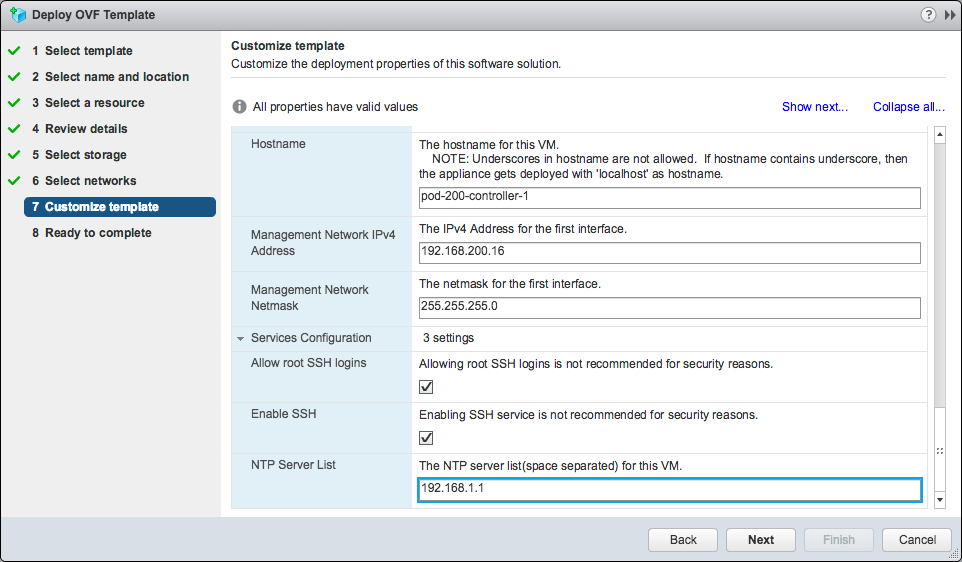 Deploy OVF Template
?
1 Select template
2 Select name and location
3 Select a resource
4 Review details
5 Select storage
6 Select networks
7 Customize template
8 Ready to complete
Customize template
Customize the deployment properties of this software solution.
All properties have valid values
Show next...
Collapse all...
Hostname
The hostname for this VM.
NOTE: Underscores in hostname are not allowed. If hostname contains underscore, then
the appliance gets deployed with 'localhost' as hostname.
pod-200-controller-1
Management Network IPv4
Address
The IPv4 Address for the first interface.
192.168.200.16
Management Network
Netmask
The netmask for the first interface.
255.255.255.0
Services Configuration
3 settings
Allow root SSH logins
Allowing root SSH logins is not recommended for security reasons.
Enable SSH
Enabling SSH service is not recommended for security reasons.
NTP Server List
The NTP server list(space separated) for this VM.
192.168.1.1
Back
Next
Finish
Cancel